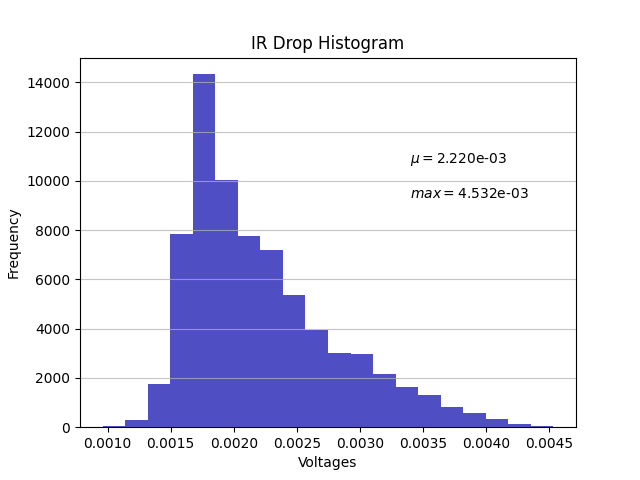 IR Drop Histogram
14000
12000
10000
8000
6000
4000
2000
0
Frequency
μ = 2.220e-03
max = 4.532e-03
0.0010 0.0015 0.0020 0.0025 0.0030 0.0035 0.0040 0.0045
Voltages